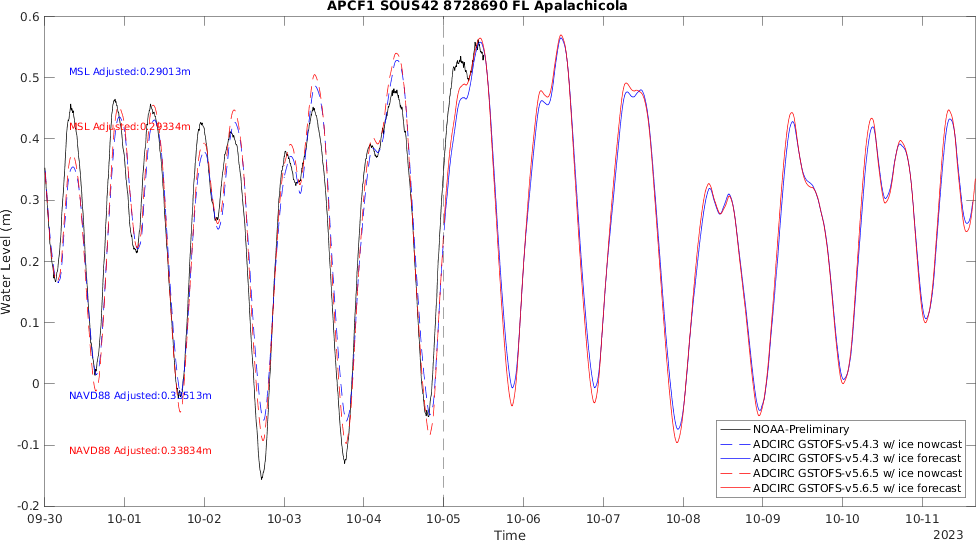 APCF1 SOUS42 8728690 FL Apalachicola
Water Level (m)
0.6
0.5
0.4
0.3
0.2
0.1
0
-0.1
-0.2
MSL Adjusted:0.29013m
MSL Adjusted:0.29334m
NAVD88 Adjusted:
NAVD88 Adjusted:0.33834m
NOAA-Preliminary
ADCIRC GSTOFS-v5.4.3 w/ ice nowcast
ADCIRC GSTOFS-v5.4.3 w/ ice forecast
ADCIRC GSTOFS-v5.6.5 w/ ice nowcast
ADCIRC GSTOFS-v5.6.5 w/ ice forecast
09-30 10-01 10-02 10-03 10-04 10-05 10-06 10-07 10-08 10-09 10-10 10-11
Time
2023